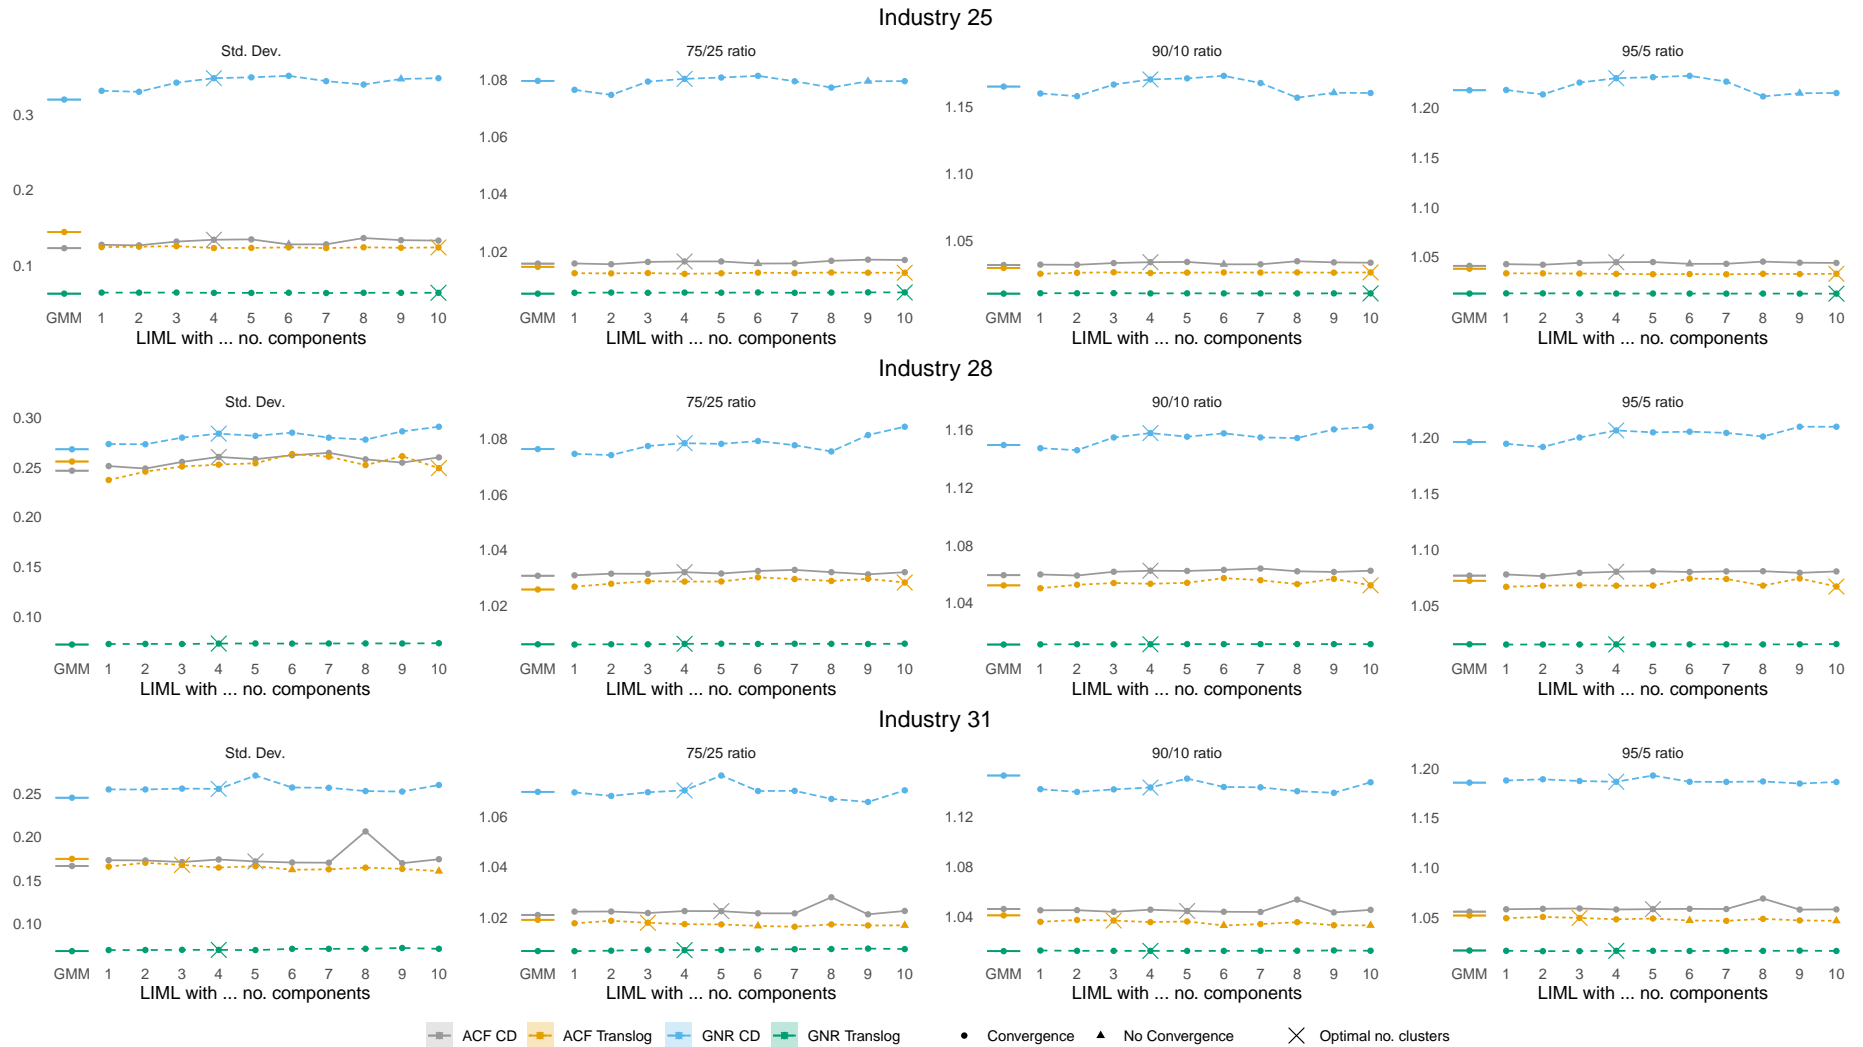 Industry 25
Std. Dev.
75/25 ratio
90/10 ratio
95/5 ratio
0.3
0.2
0.1
1.08
1.06
1.04
1.02
1.15
1.10
1.05
1.20
1.15
1.10
1.05
GMM 1 2 3 4 5 6 7 8 9 10
GMM 1 2 3 4 5 6 7 8 9 10
GMM 1 2 3 4 5 6 7 8 9 10
GMM 1 2 3 4 5 6 7 8 9 10
LIML with ... no. components
LIML with ... no. components
LIML with ... no. components
LIML with ... no. components
Industry 28
Std. Dev.
75/25 ratio
90/10 ratio
95/5 ratio
0.30
0.25
0.20
0.15
0.10
1.08
1.06
1.04
1.02
1.16
1.12
1.08
1.04
1.20
1.15
1.10
1.05
GMM 1 2 3 4 5 6 7 8 9 10
GMM 1 2 3 4 5 6 7 8 9 10
GMM 1 2 3 4 5 6 7 8 9 10
GMM 1 2 3 4 5 6 7 8 9 10
LIML with ... no. components
LIML with ... no. components
LIML with ... no. components
LIML with ... no. components
Industry 31
Std. Dev.
75/25 ratio
90/10 ratio
95/5 ratio
0.25
0.20
0.15
0.10
1.06
1.04
1.02
1.12
1.08
1.04
1.20
1.15
1.10
1.05
GMM 1 2 3 4 5 6 7 8 9 10
GMM 1 2 3 4 5 6 7 8 9 10
GMM 1 2 3 4 5 6 7 8 9 10
GMM 1 2 3 4 5 6 7 8 9 10
LIML with ... no. components
LIML with ... no. components
LIML with ... no. components
LIML with ... no. components
ACF CD ACF Translog GNR CD GNR Translog Convergence No Convergence Optimal no. clusters